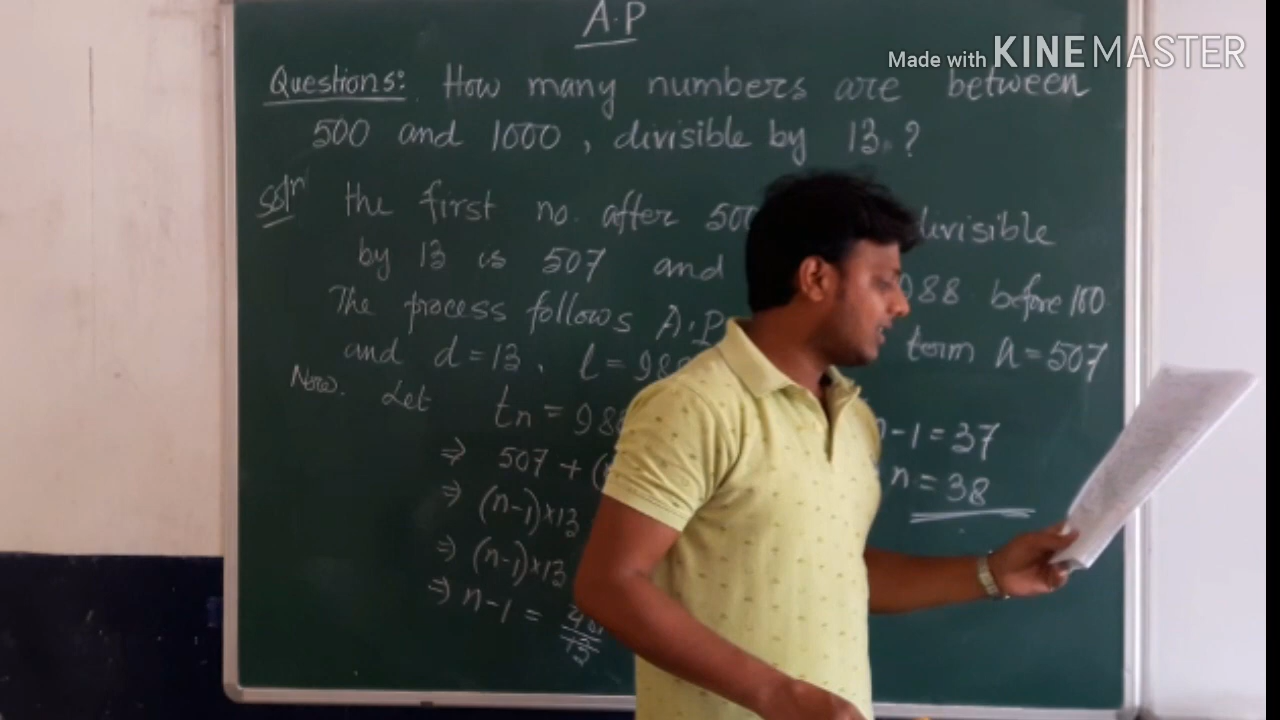 A.P
Made with KINEMASTER
Questions: How many numbers are between
500 and 1000, divisible by 13.?
Soln The first no. after 500 divisible
by 13 is 507 and 988 before 100
The process follows A.P term a=507
and d=13, l=98
Now. Let tn = 98
⇒ 507 + (
⇒ (n-1)×13
⇒ (n-1)×13
⇒ n-1 =
-1=37
n=38